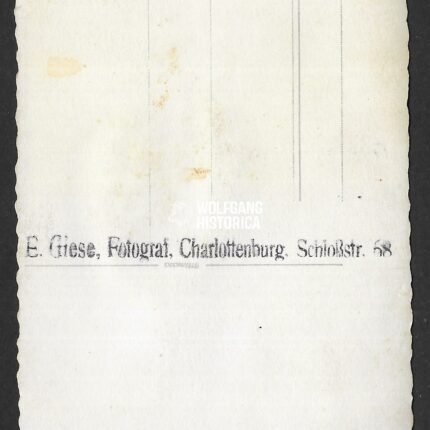 WOLFGANG
HISTORICA
E. Giese, Fotograf, Charlottenburg, Schloßstr. 68